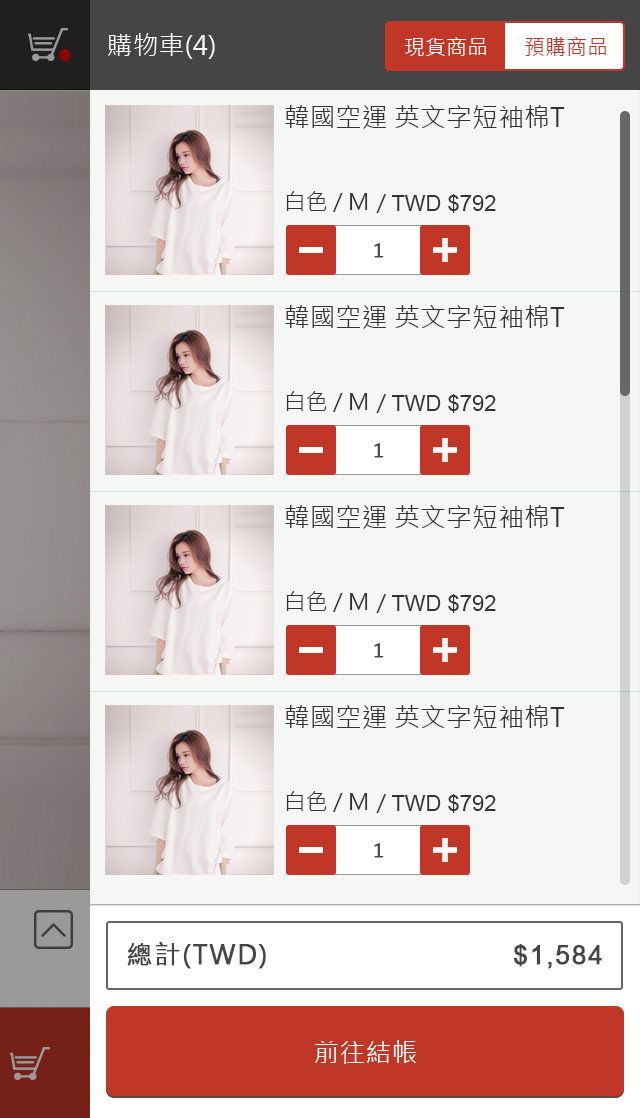 購物車(4)
現貨商品
預購商品
韓國空運 英文字短袖棉T
白色 / M / TWD $792
1
韓國空運 英文字短袖棉T
白色 / M / TWD $792
1
韓國空運 英文字短袖棉T
白色 / M / TWD $792
1
韓國空運 英文字短袖棉T
白色 / M / TWD $792
1
總計(TWD) $1,584
前往結帳